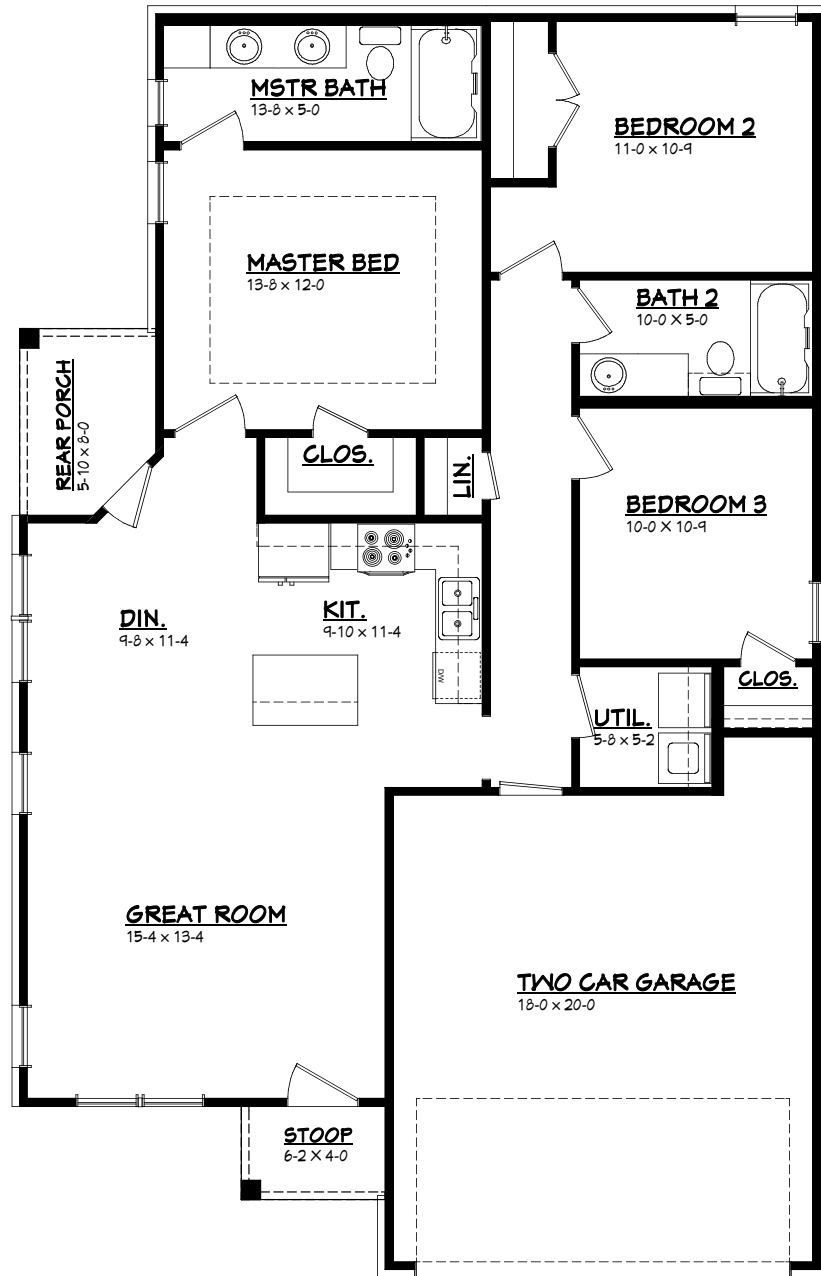 MSTR BATH
13-8 x 5-0
BEDROOM 2
11-0 x 10-9
MASTER BED
13-8 x 12-0
BATH 2
10-0 X 5-0
REAR PORCH
5-10 x 8-0
CLOS.
LIN.
BEDROOM 3
10-0 X 10-9
DIN.
9-8 x 11-4
KIT.
9-10 x 11-4
D/W
CLOS.
UTIL.
5-8 x 5-2
GREAT ROOM
15-4 x 13-4
TWO CAR GARAGE
18-0 x 20-0
STOOP
6-2 X 4-0